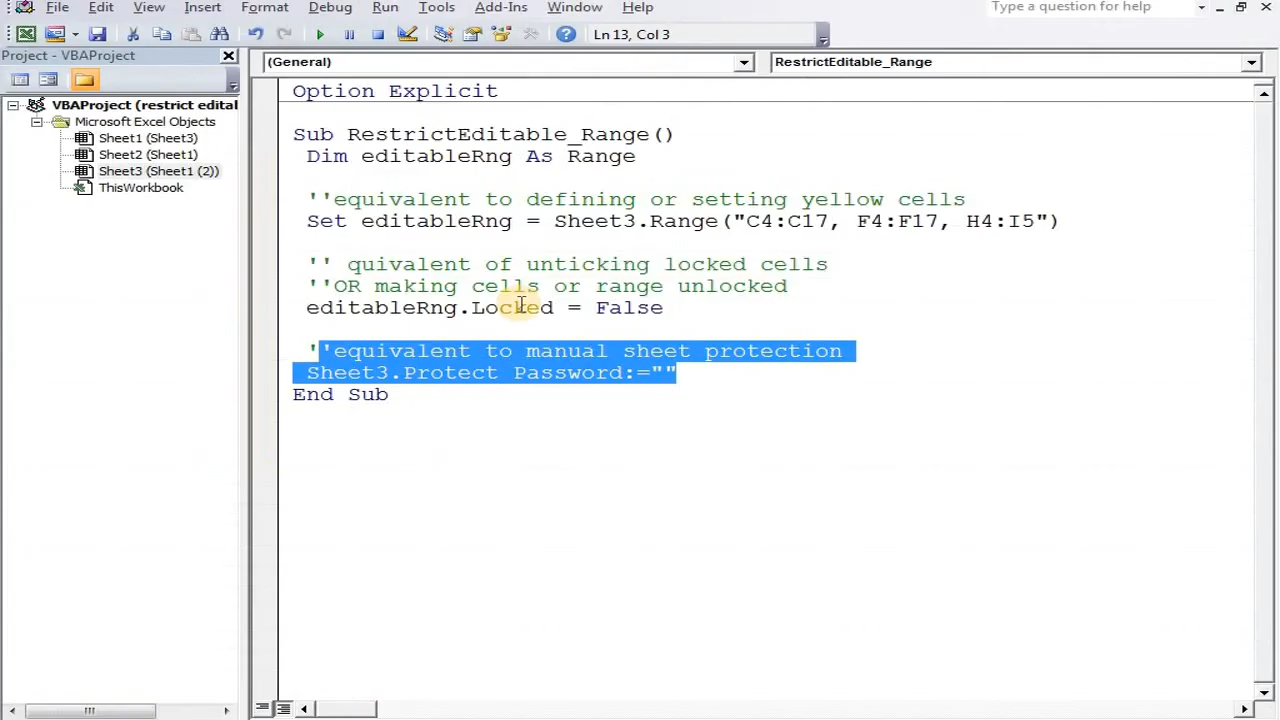 File Edit View Insert Format Debug Run Tools Add-Ins Window Help Type a question for help
Ln 13, Col 3
Project - VBAProject
(General) RestrictEditable_Range
VBAProject (restrict edital
Microsoft Excel Objects
Sheet1 (Sheet3)
Sheet2 (Sheet1)
Sheet3 (Sheet1 (2))
ThisWorkbook
Option Explicit
Sub RestrictEditable_Range()
Dim editableRng As Range
''equivalent to defining or setting yellow cells
Set editableRng = Sheet3.Range("C4:C17, F4:F17, H4:I5")
'' quivalent of unticking locked cells
''OR making cells or range unlocked
editableRng.Locked = False
''equivalent to manual sheet protection
Sheet3.Protect Password:=""
End Sub